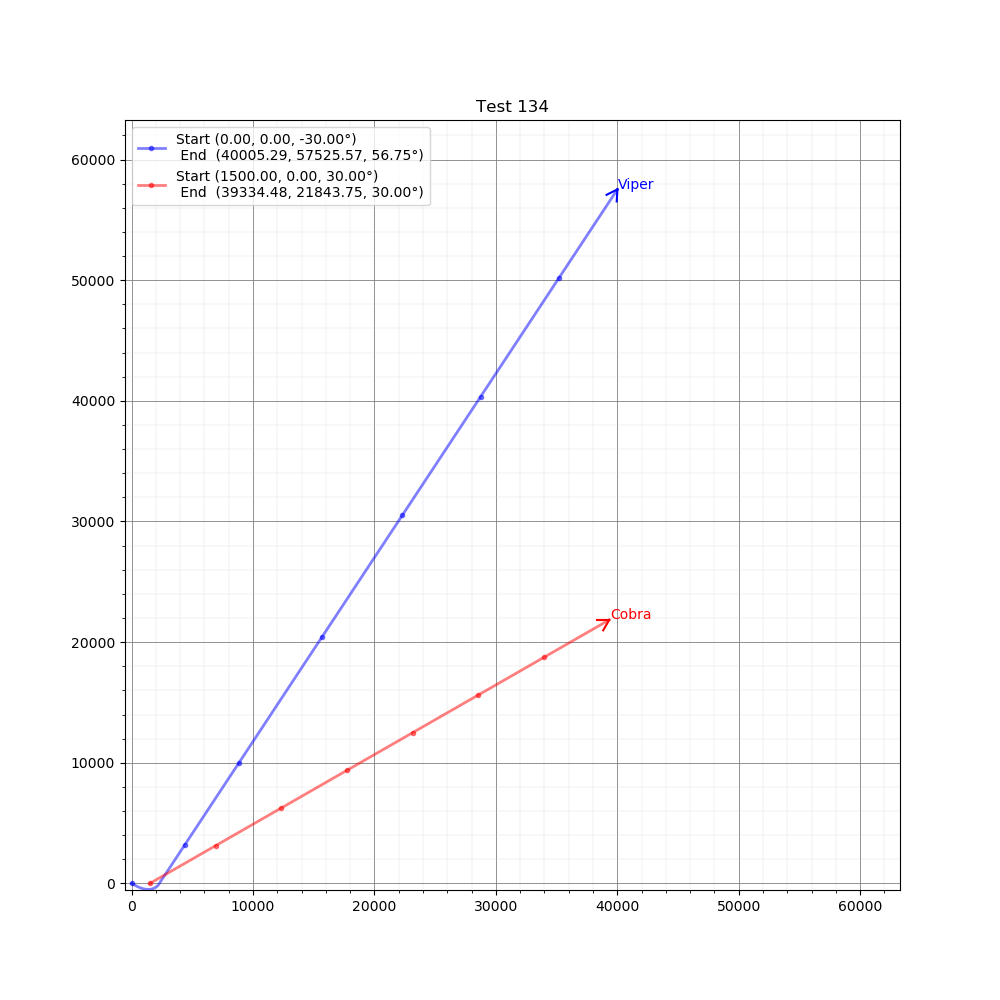 Test 134
Start (0.00, 0.00, -30.00°)
End (40005.29, 57525.57, 56.75°)
Start (1500.00, 0.00, 30.00°)
End (39334.48, 21843.75, 30.00°)
60000
Viper
50000
40000
30000
20000
Cobra
10000
0
0 10000 20000 30000 40000 50000 60000